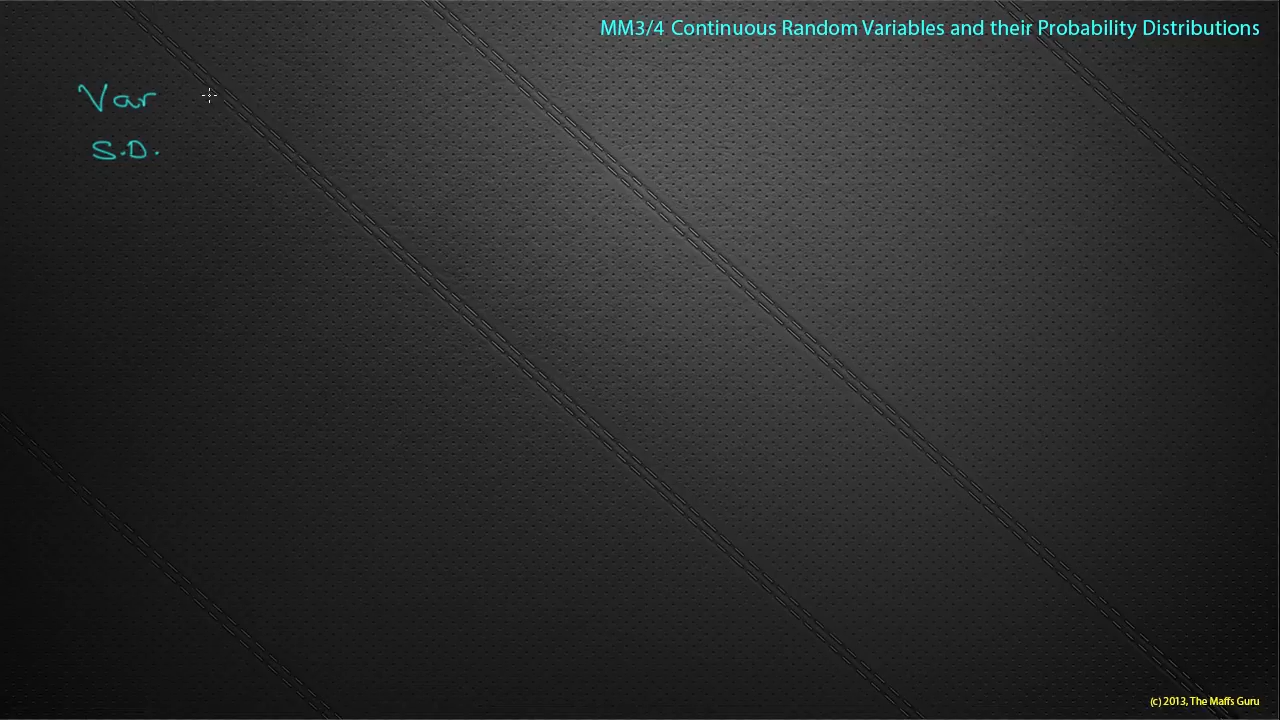 MM3/4 Continuous Random Variables and their Probability Distributions
Var
S.D.
(c) 2013, The Maffs Guru